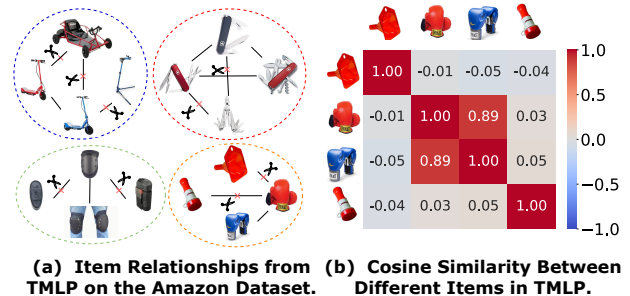 1.00 -0.01 -0.05 -0.04
-0.01 1.00 0.89 0.03
-0.05 0.89 1.00 0.05
-0.04 0.03 0.05 1.00
1.0
0.5
0.0
−0.5
−1.0
(a) Item Relationships from
TMLP on the Amazon Dataset.
(b) Cosine Similarity Between
Different Items in TMLP.